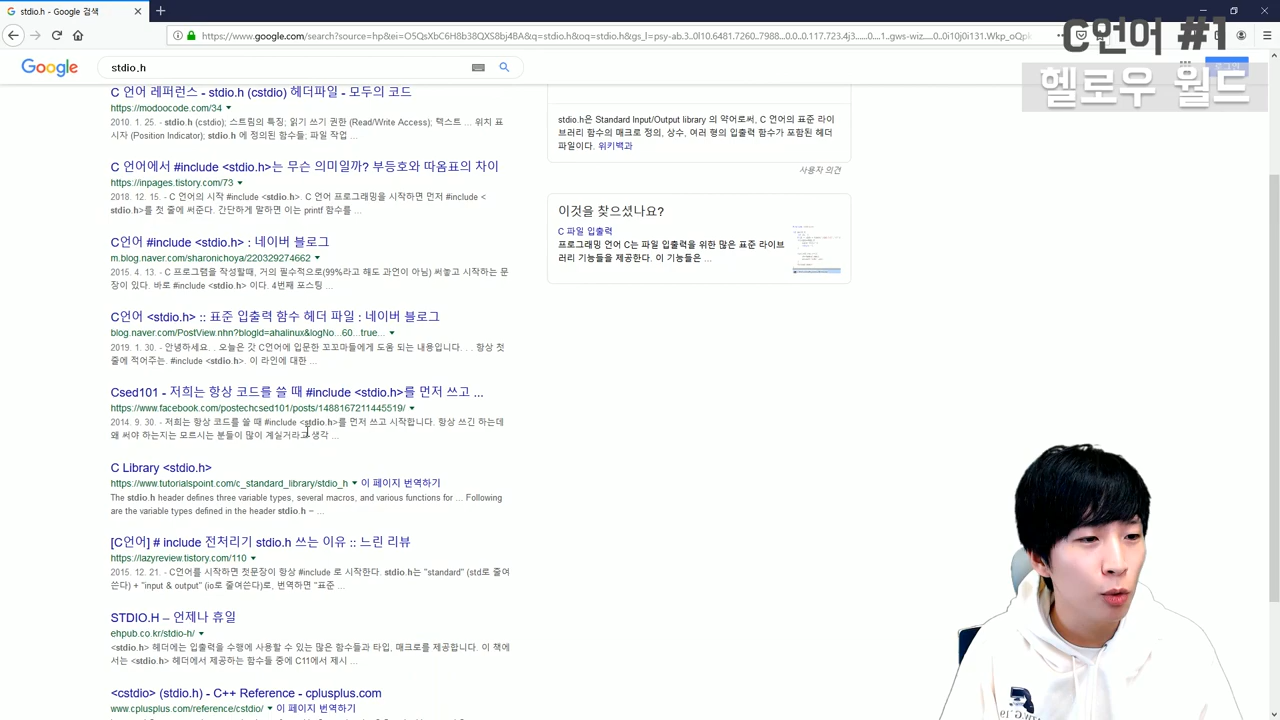 stdio.h - Google 검색
https://www.google.com/search?source=hp&ei=
C언어 #1
헬로우 월드
Google
stdio.h
C 언어 레퍼런스 - stdio.h (cstdio) 헤더파일 - 모두의 코드
https://modoocode.com/34
2010. 1. 25. - stdio.h (cstdio); 스트림의 특징; 읽기 쓰기 권한 (Read/Write Access); 텍스트 ... 위치 표
시자 (Position Indicator); stdio.h 에 정의된 함수들; 파일 작업 ...
C 언어에서 #include <stdio.h>는 무슨 의미일까? 부등호와 따옴표의 차이
https://inpages.tistory.com/73
2018. 12. 15. - C 언어의 시작 #include <stdio.h>. C 언어 프로그래밍을 시작하면 먼저 #include <
stdio.h>를 첫 줄에 써준다. 간단하게 말하면 이는 printf 함수를 ...
C언어 #include <stdio.h> : 네이버 블로그
m.blog.naver.com/sharonichoya/220329274662
2015. 4. 13. - C 프로그램을 작성할때, 거의 필수적으로(99%라고 해도 과언이 아님) 써놓고 시작하는 문
장이 있다. 바로 #include <stdio.h> 이다. 4번째 포스팅 ...
C언어 <stdio.h> :: 표준 입출력 함수 헤더 파일 : 네이버 블로그
blog.naver.com/PostView.nhn?blogId=ahalinux&logNo...60...true...
2019. 1. 30. - 안녕하세요. . 오늘은 갓 C언어에 입문한 꼬꼬마들에게 도움 되는 내용입니다. . . 항상 첫
줄에 적어주는. #include <stdio.h>. 이 라인에 대한 ...
Csed101 - 저희는 항상 코드를 쓸 때 #include <stdio.h>를 먼저 쓰고 ...
https://www.facebook.com/postechcsed101/posts/1488167211445519/
2014. 9. 30. - 저희는 항상 코드를 쓸 때 #include <stdio.h>를 먼저 쓰고 시작합니다. 항상 쓰긴 하는데
왜 써야 하는지는 모르시는 분들이 많이 계실거라고 생각 ...
C Library <stdio.h>
https://www.tutorialspoint.com/c_standard_library/stdio_h 이 페이지 번역하기
The stdio.h header defines three variable types, several macros, and various functions for ... Following
are the variable types defined in the header stdio.h − ...
[C언어] # include 전처리기 stdio.h 쓰는 이유 :: 느린 리뷰
https://lazyreview.tistory.com/110
2015. 12. 21. - C언어를 시작하면 첫문장이 항상 #include 로 시작한다. stdio.h는 "standard" (std로 줄여
쓴다) + "input & output" (io로 줄여쓴다)로, 번역하면 "표준 ...
STDIO.H – 언제나 휴일
ehpub.co.kr/stdio-h/
<stdio.h> 헤더에는 입출력을 수행에 사용할 수 있는 많은 함수들과 타입, 매크로를 제공합니다. 이 책에
서는 <stdio.h> 헤더에서 제공하는 함수들 중에 C11에서 제시 ...
<cstdio> (stdio.h) - C++ Reference - cplusplus.com
www.cplusplus.com/reference/cstdio/ 이 페이지 번역하기
stdio.h은 Standard Input/Output library 의 약어로써, C 언어의 표준 라이
브러리 함수의 매크로 정의, 상수, 여러 형의 입출력 함수가 포함된 헤더
파일이다. 위키백과
사용자 의견
이것을 찾으셨나요?
C 파일 입출력
프로그래밍 언어 C는 파일 입출력을 위한 많은 표준 라이브
러리 기능들을 제공한다. 이 기능들은 ...